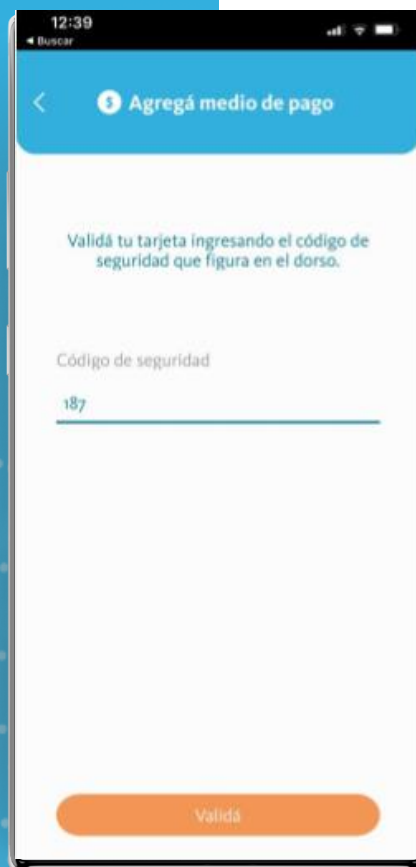 12:39
◀ Buscar
$ Agregá medio de pago
Validá tu tarjeta ingresando el código de
seguridad que figura en el dorso.
Código de seguridad
187
Validá